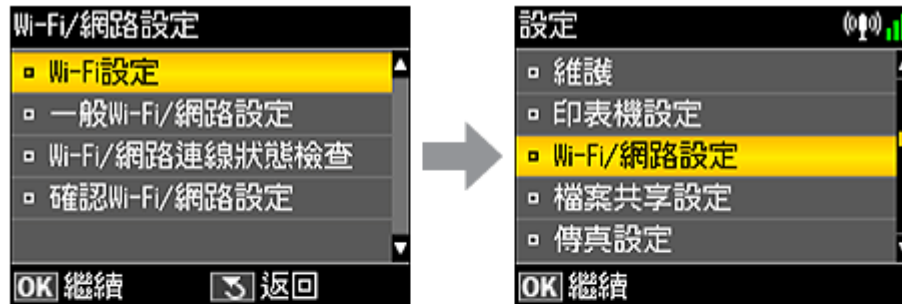 Wi-Fi/網路設定
Wi-Fi設定
一般Wi-Fi/網路設定
Wi-Fi/網路連線狀態檢查
確認Wi-Fi/網路設定
OK 繼續 返回
設定
維護
印表機設定
Wi-Fi/網路設定
檔案共享設定
傳真設定
OK 繼續